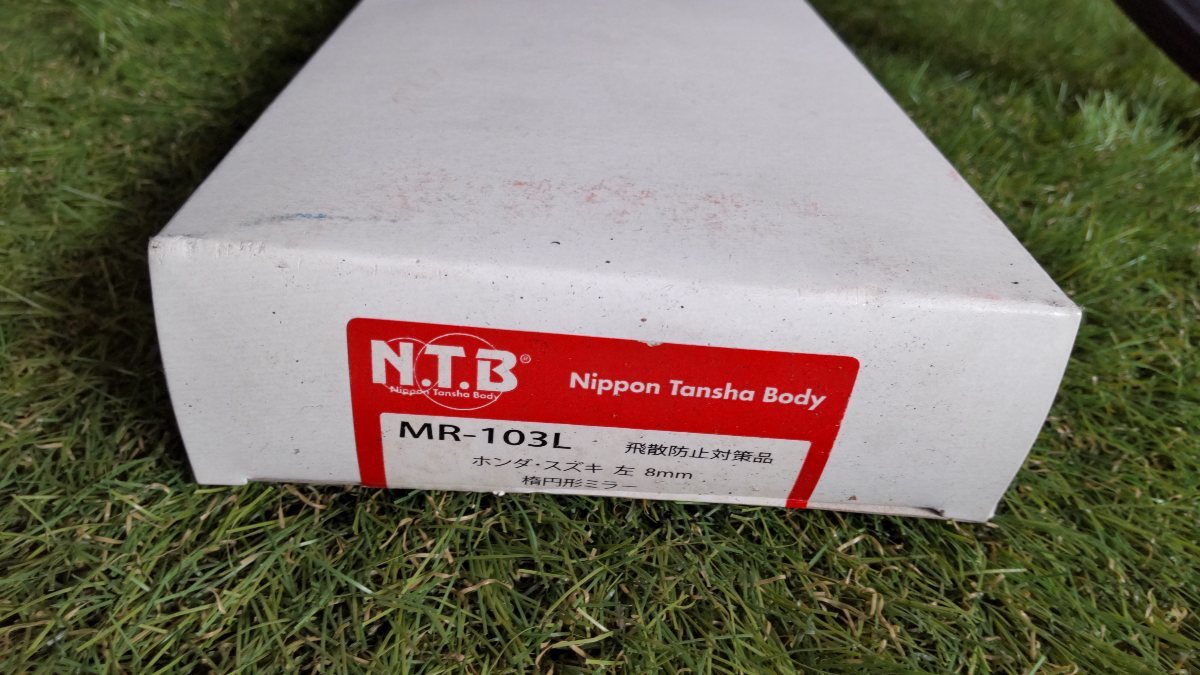 N.T.B®
Nippon Tansha Body
Nippon Tansha Body
MR-103L 飛散防止対策品
ホンダ・スズキ 左 8mm
楕円形ミラー